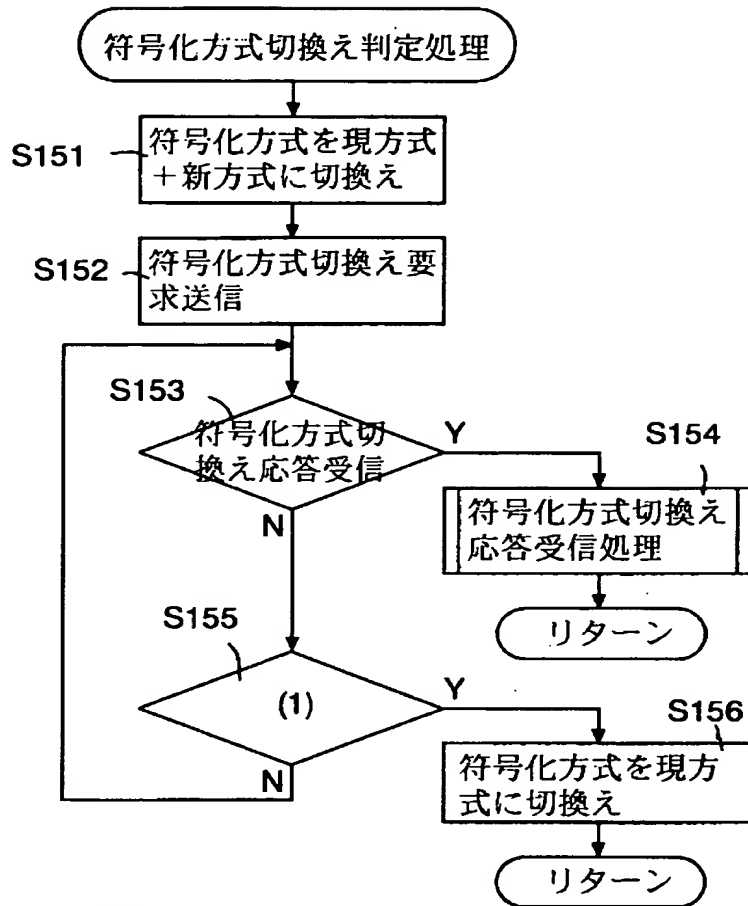 符号化方式切換え判定処理
S151
符号化方式を現方式
＋新方式に切換え
S152
符号化方式切換え要
求送信
S153
符号化方式切
換え応答受信
Y
N
S154
符号化方式切換え
応答受信処理
リターン
S155
(1)
Y
N
S156
符号化方式を現方
式に切換え
リターン